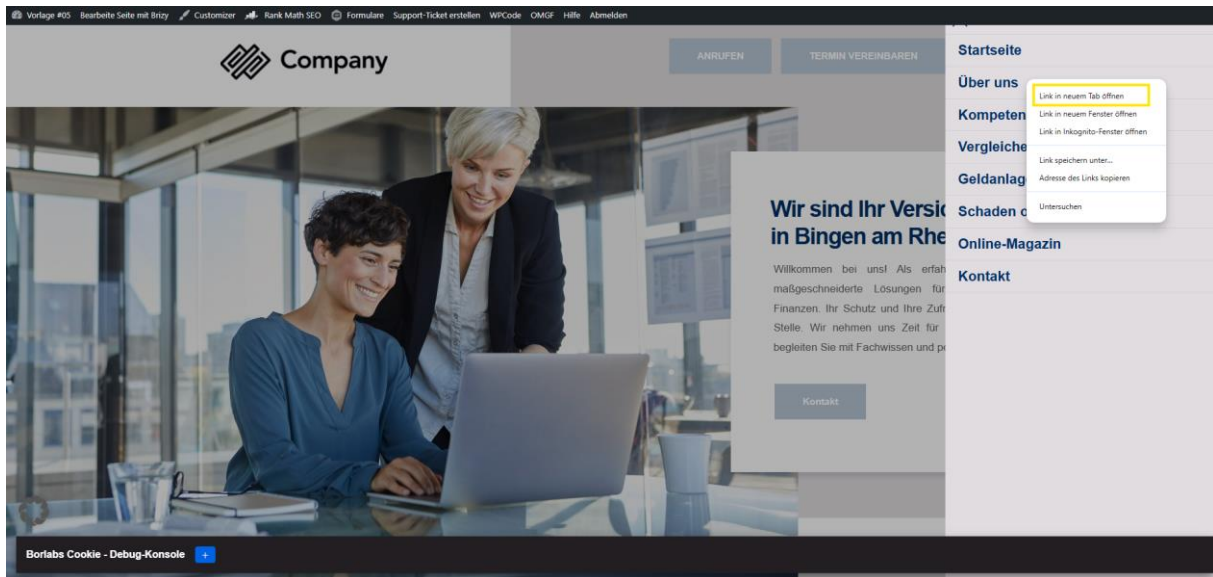 Vorlage #05 Bearbeite Seite mit Brizy Customizer Rank Math SEO Formulare Support-Ticket erstellen WPCode OMGF Hilfe Abmelden
Company
ANRUFEN
TERMIN VEREINBAREN
Startseite
Über uns
Kompeten
Vergleiche
Geldanlag
Schaden o
Online-Magazin
Kontakt
Link in neuem Tab öffnen
Link in neuem Fenster öffnen
Link in Inkognito-Fenster öffnen
Link speichern unter...
Adresse des Links kopieren
Untersuchen
Wir sind Ihr Versic
in Bingen am Rhe
Willkommen bei uns! Als erfah
maßgeschneiderte Lösungen für
Finanzen. Ihr Schutz und Ihre Zufr
Stelle. Wir nehmen uns Zeit für
begleiten Sie mit Fachwissen und pe
Kontakt
Borlabs Cookie - Debug-Konsole +